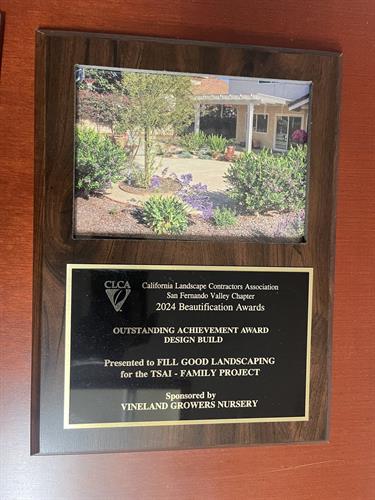 CLCA
California Landscape Contractors Association
San Fernando Valley Chapter
2024 Beautification Awards
OUTSTANDING ACHIEVEMENT AWARD
DESIGN BUILD
Presented to FILL GOOD LANDSCAPING
for the TSAI - FAMILY PROJECT
Sponsored by
VINELAND GROWERS NURSERY